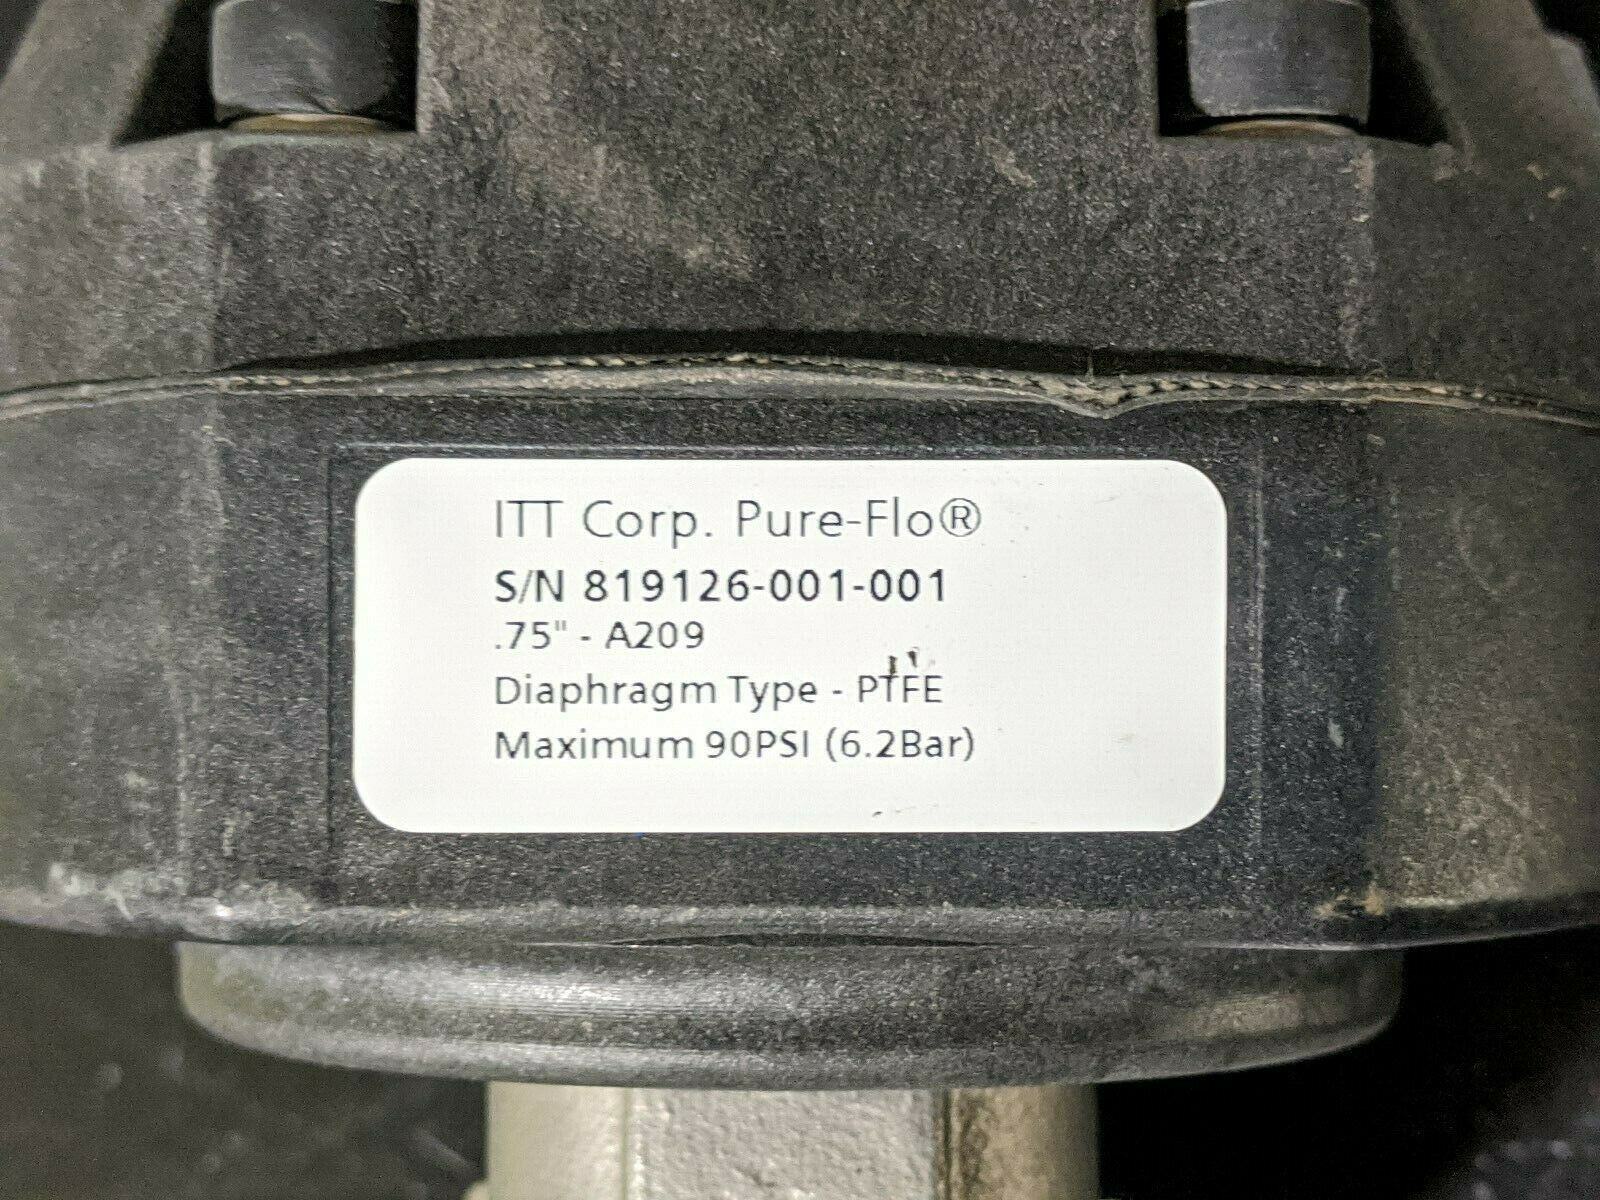 ITT Corp. Pure-Flo®
S/N 819126-001-001
.75" - A209
Diaphragm Type - PTFE
Maximum 90PSI (6.2Bar)